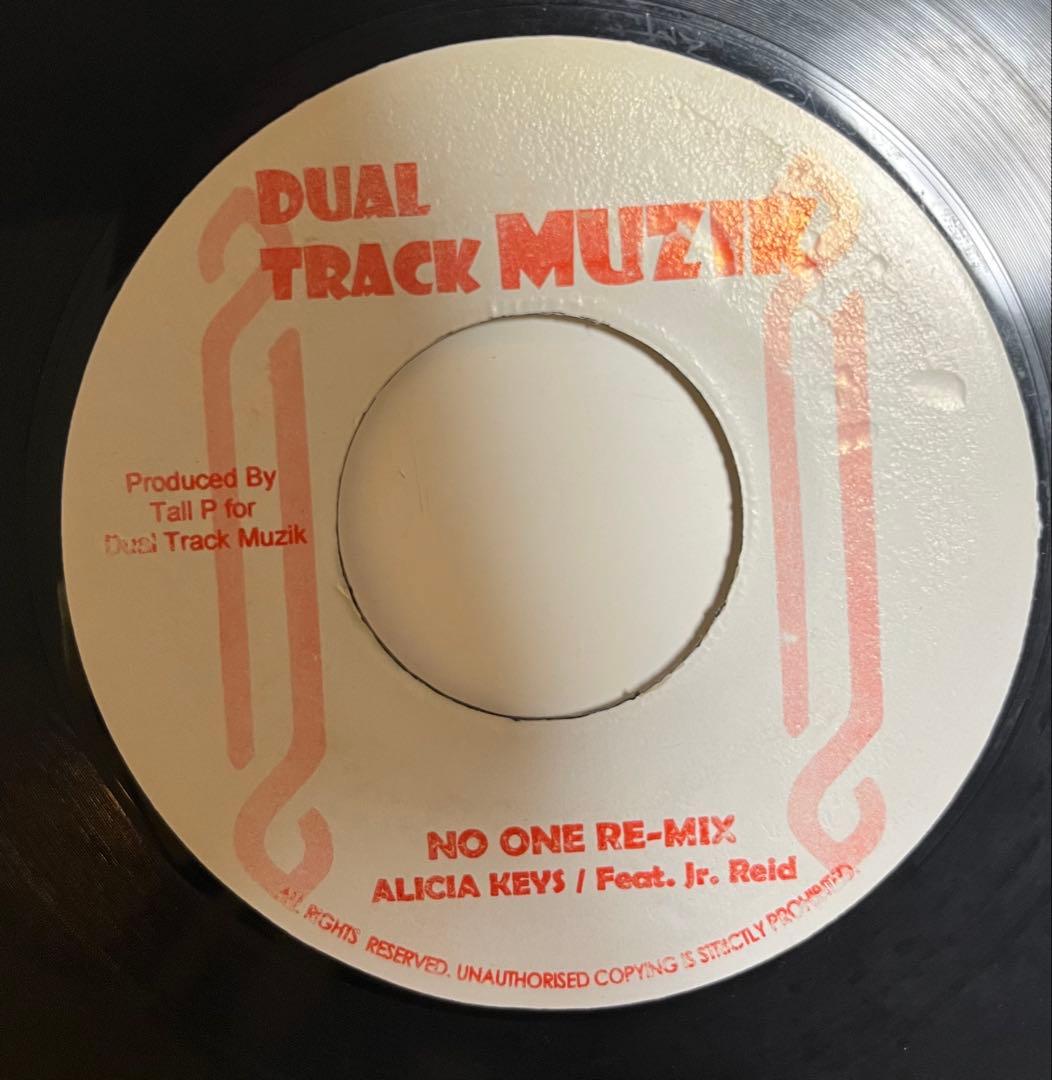 DUAL
TRACK MUZIK
Produced By
Tall P for
Dual Track Muzik
NO ONE RE-MIX
ALICIA KEYS / Feat. Jr. Reid
ALL RIGHTS RESERVED. UNAUTHORISED COPYING IS STRICTLY PROHIBITED.